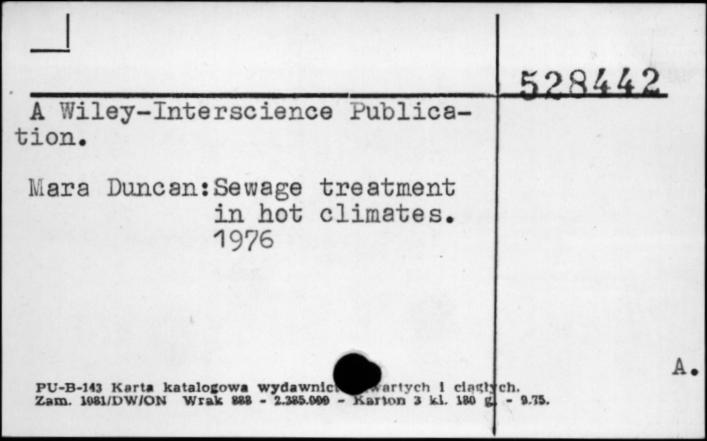 528442
A Wiley-Interscience Publica-
tion.
Mara Duncan:Sewage treatment
in hot climates.
1976
A.
PU-B-143 Karta katalogowa wydawnic wartych i ciągłych.
Zam. 1081/DW/ON Wrak 888 - 2.385.000 - Karton 3 kl. 180 g. - 9.75.